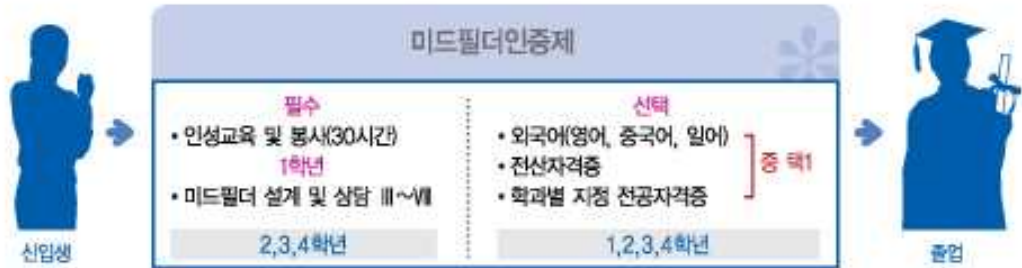 미드필더인증제
필수
• 인성교육 및 봉사(30시간)
1학년
• 미드필더 설계 및 상담 Ⅲ~Ⅷ
2,3,4학년
선택
• 외국어(영어, 중국어, 일어)
• 전산자격증
• 학과별 지정 전공자격증
중 택1
1,2,3,4학년
신입생
졸업